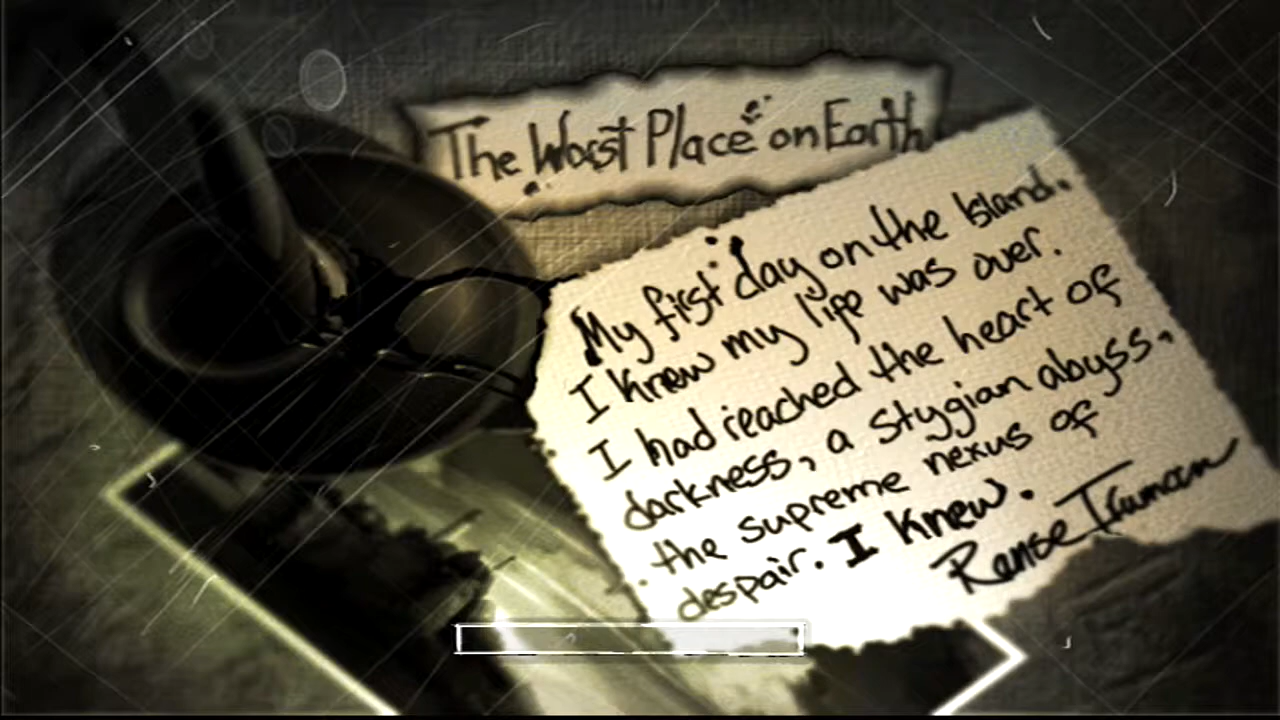 The Worst Place on Earth
My first day on the Island.
I knew my life was over.
I had reached the heart of
darkness, a stygian abyss,
the supreme nexus of
despair. I knew.
Ranse Truman